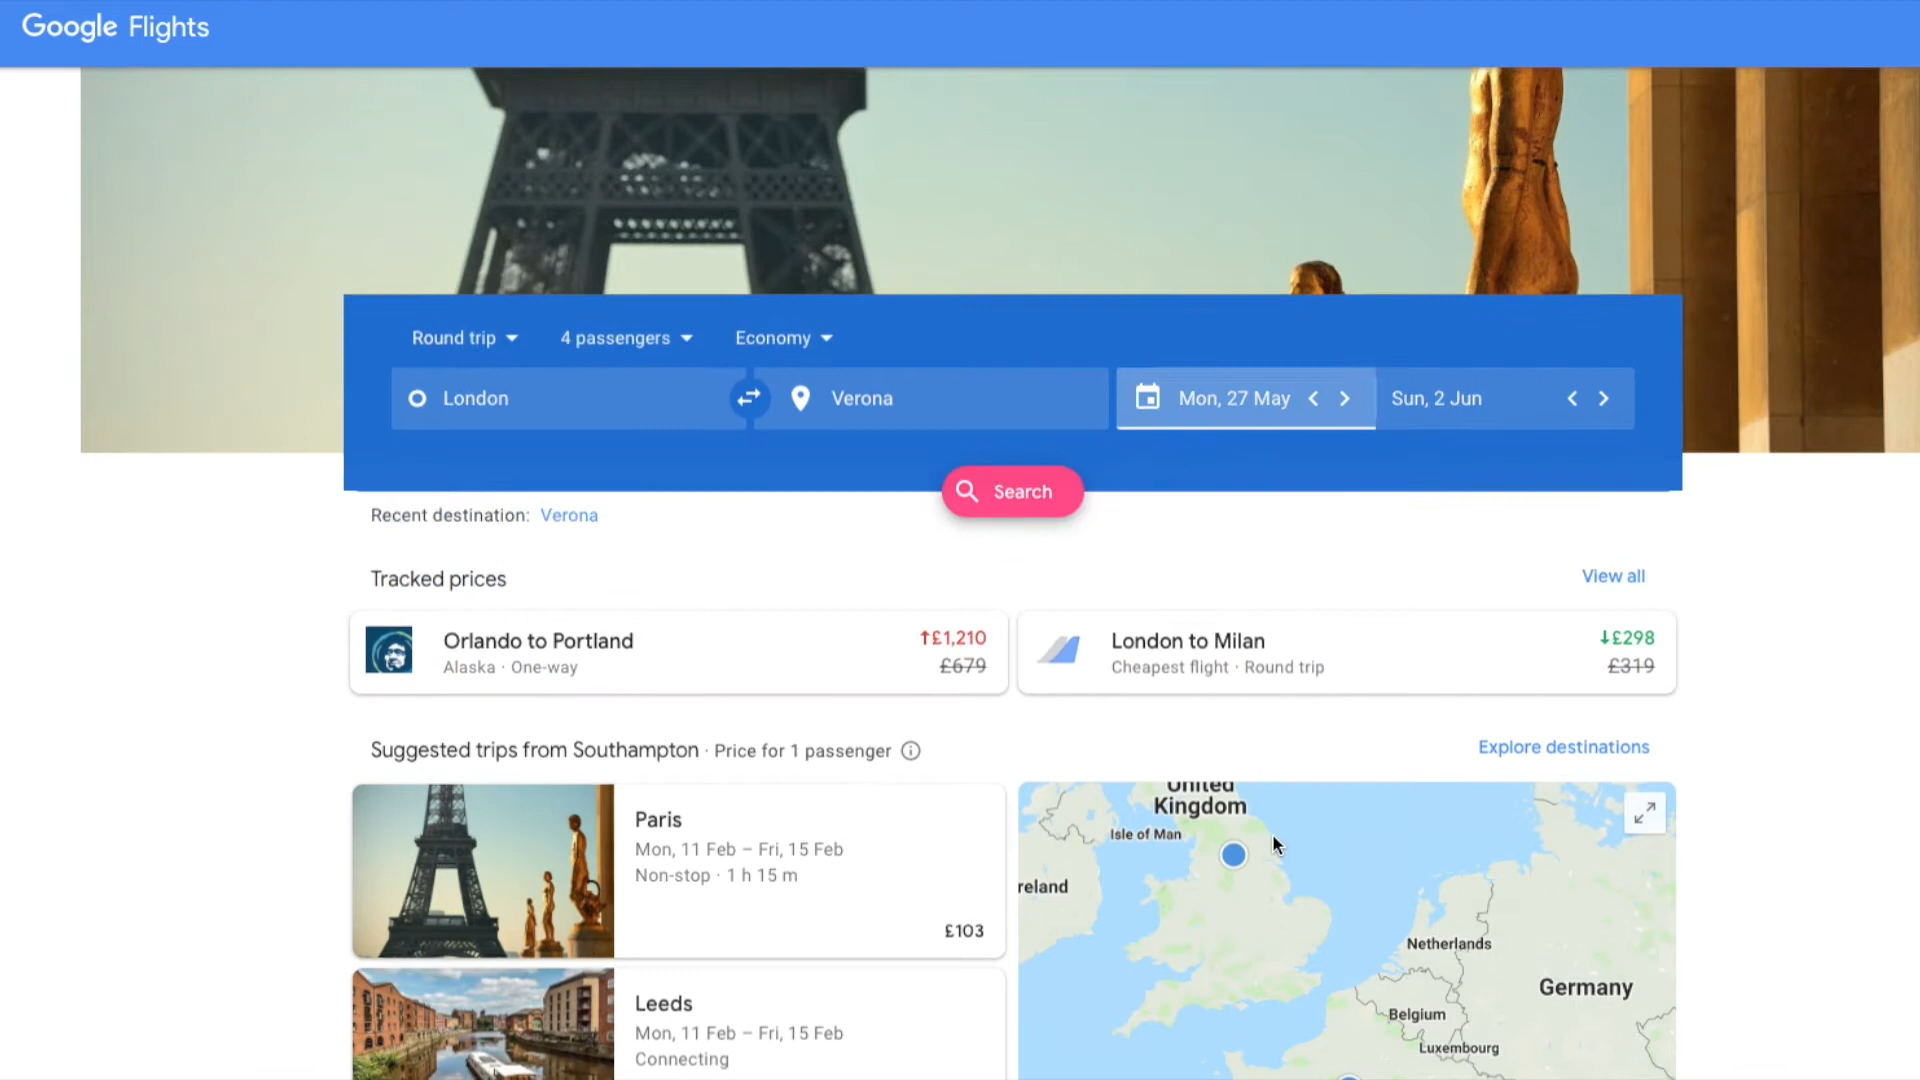 Google Flights
Round trip 4 passengers Economy
London Verona Mon, 27 May Sun, 2 Jun
Search
Recent destination: Verona
Tracked prices View all
Orlando to Portland ↑£1,210
Alaska · One-way £679
London to Milan ↓£298
Cheapest flight · Round trip £319
Suggested trips from Southampton · Price for 1 passenger Explore destinations
Paris
Mon, 11 Feb – Fri, 15 Feb
Non-stop · 1 h 15 m
£103
Leeds
Mon, 11 Feb – Fri, 15 Feb
Connecting
United
Kingdom
Isle of Man
reland
Netherlands
Germany
Belgium
Luxembourg